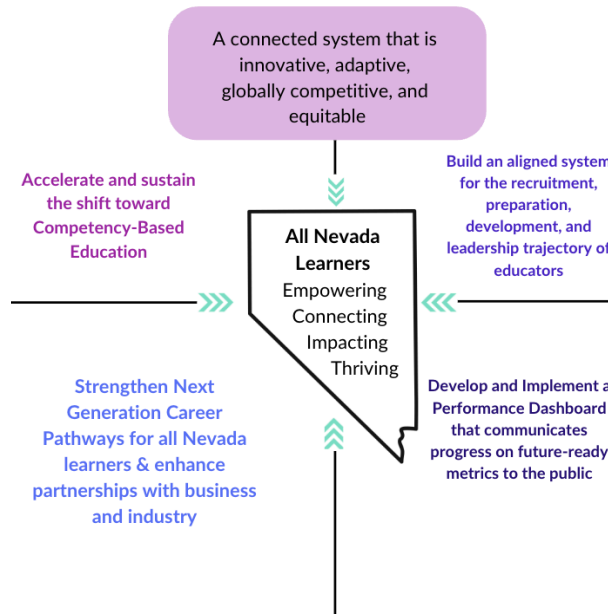 A connected system that is
innovative, adaptive,
globally competitive, and
equitable
Accelerate and sustain
the shift toward
Competency-Based
Education
Build an aligned system
for the recruitment,
preparation,
development, and
leadership trajectory of
educators
All Nevada
Learners
Empowering
Connecting
Impacting
Thriving
Strengthen Next
Generation Career
Pathways for all Nevada
learners & enhance
partnerships with business
and industry
Develop and Implement a
Performance Dashboard
that communicates
progress on future-ready
metrics to the public